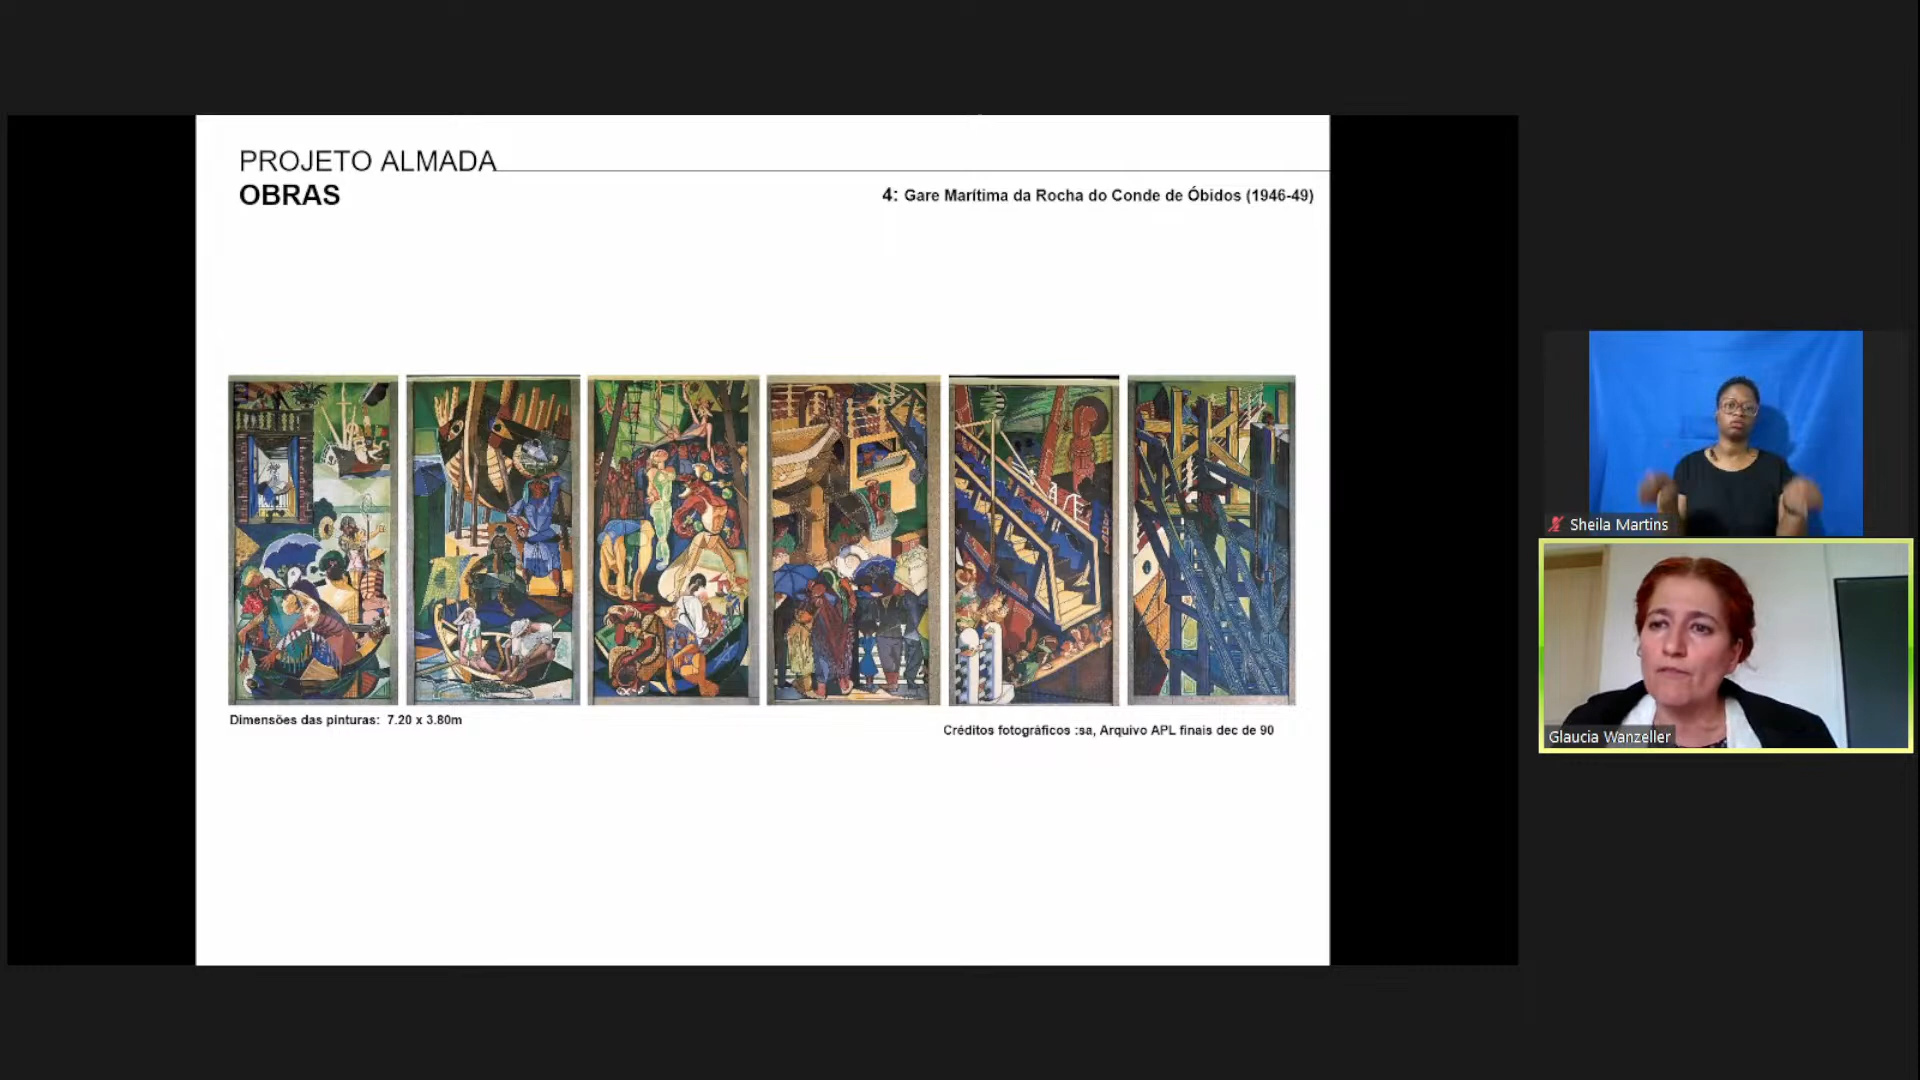 PROJETO ALMADA
OBRAS
4: Gare Marítima da Rocha do Conde de Óbidos (1946-49)
Dimensões das pinturas: 7.20 x 3.80m
Créditos fotográficos :sa, Arquivo APL finais dec de 90
Sheila Martins
Glaucia Wanzeller